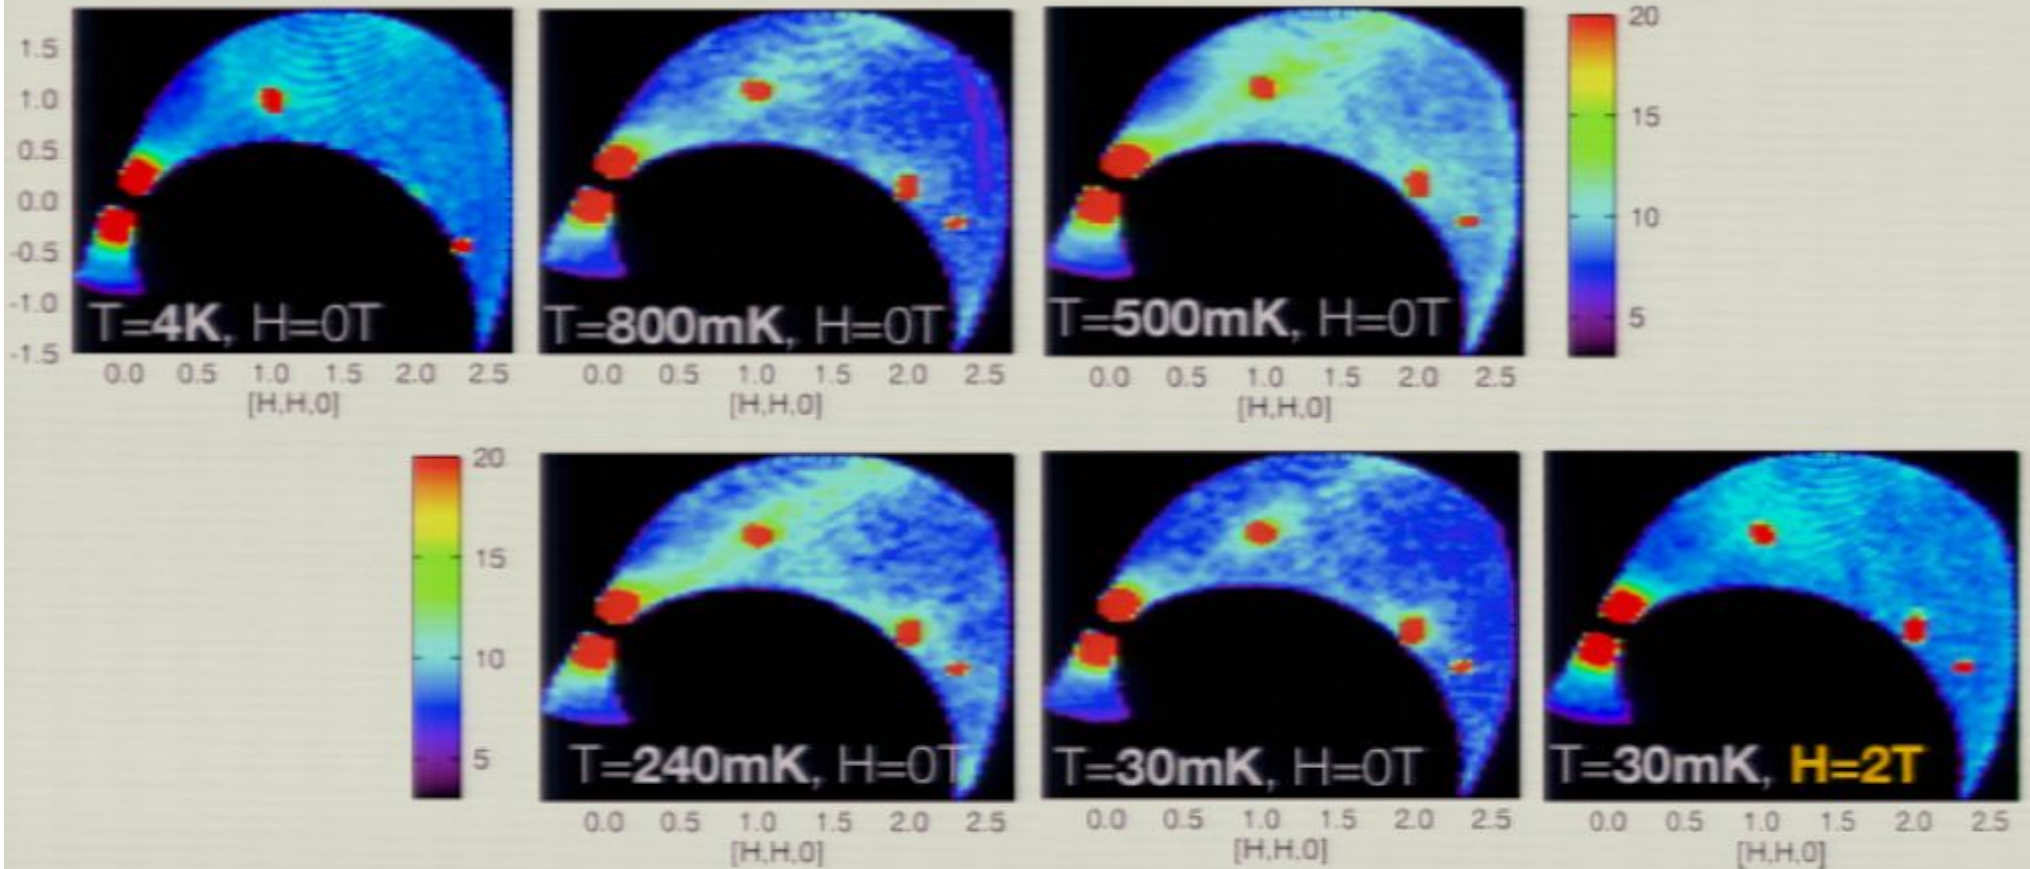 1.5
1.0
0.5
0.0
-0.5
-1.0
-1.5
T=4K, H=0T
0.0 0.5 1.0 1.5 2.0 2.5
[H,H,0]
T=800mK, H=0T
0.0 0.5 1.0 1.5 2.0 2.5
[H,H,0]
T=500mK, H=0T
0.0 0.5 1.0 1.5 2.0 2.5
[H,H,0]
20
15
10
5
20
15
10
5
T=240mK, H=0T
0.0 0.5 1.0 1.5 2.0 2.5
[H,H,0]
T=30mK, H=0T
0.0 0.5 1.0 1.5 2.0 2.5
[H,H,0]
T=30mK, H=2T
0.0 0.5 1.0 1.5 2.0 2.5
[H,H,0]